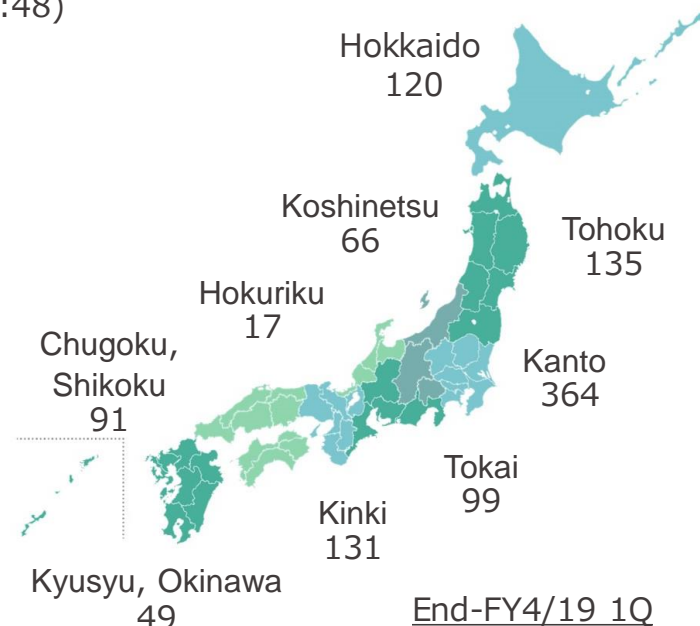 :48)
Hokkaido
120
Koshinetsu
66
Tohoku
135
Hokuriku
17
Chugoku,
Shikoku
91
Kanto
364
Tokai
99
Kinki
131
Kyusyu, Okinawa
49
End-FY4/19 1Q